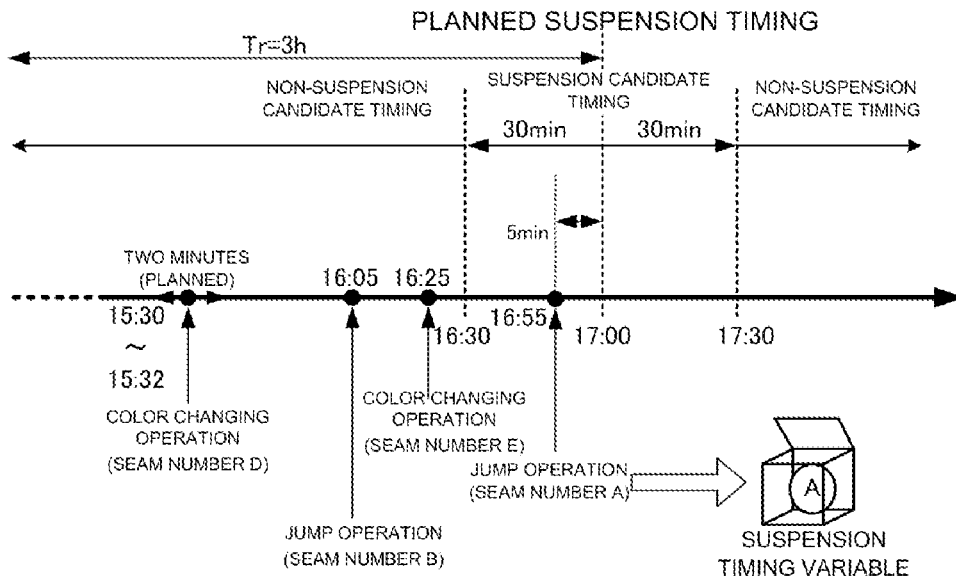 PLANNED SUSPENSION TIMING
Tr=3h
NON-SUSPENSION
CANDIDATE TIMING
SUSPENSION CANDIDATE
TIMING
NON-SUSPENSION
CANDIDATE TIMING
30min
30min
5min
TWO MINUTES
(PLANNED)
16:05
16:25
15:30
~
15:32
16:30
16:55
17:00
17:30
COLOR CHANGING
OPERATION
(SEAM NUMBER D)
COLOR CHANGING
OPERATION
(SEAM NUMBER E)
JUMP OPERATION
(SEAM NUMBER A)
A
JUMP OPERATION
(SEAM NUMBER B)
SUSPENSION
TIMING VARIABLE